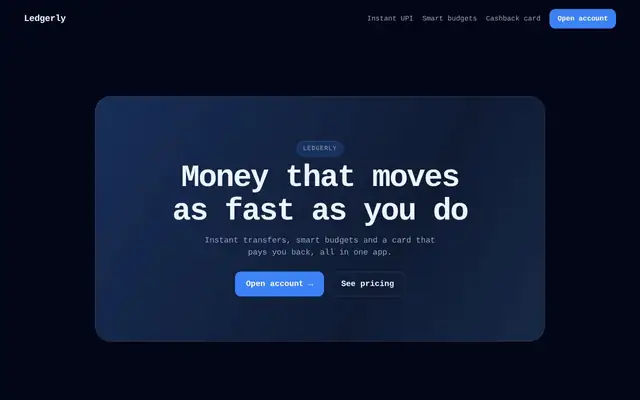 Ledgerly
Instant UPI Smart budgets Cashback card Open account
LEDGERLY
Money that moves
as fast as you do
Instant transfers, smart budgets and a card that
pays you back, all in one app.
Open account → See pricing